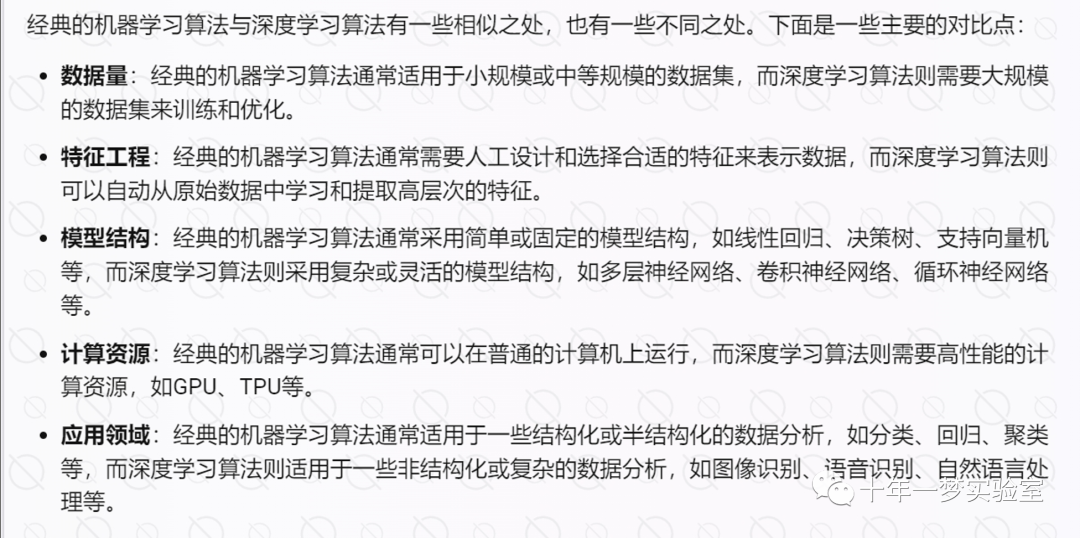 经典的机器学习算法与深度学习算法有一些相似之处，也有一些不同之处。下面是一些主要的对比点：
• 数据量：经典的机器学习算法通常适用于小规模或中等规模的数据集，而深度学习算法则需要大规模
的数据集来训练和优化。
• 特征工程：经典的机器学习算法通常需要人工设计和选择合适的特征来表示数据，而深度学习算法则
可以自动从原始数据中学习和提取高层次的特征。
• 模型结构：经典的机器学习算法通常采用简单或固定的模型结构，如线性回归、决策树、支持向量机
等，而深度学习算法则采用复杂或灵活的模型结构，如多层神经网络、卷积神经网络、循环神经网络
等。
• 计算资源：经典的机器学习算法通常可以在普通的计算机上运行，而深度学习算法则需要高性能的计
算资源，如GPU、TPU等。
• 应用领域：经典的机器学习算法通常适用于一些结构化或半结构化的数据分析，如分类、回归、聚类
等，而深度学习算法则适用于一些非结构化或复杂的数据分析，如图像识别、语音识别、自然语言处
理等。
十年一梦实验室